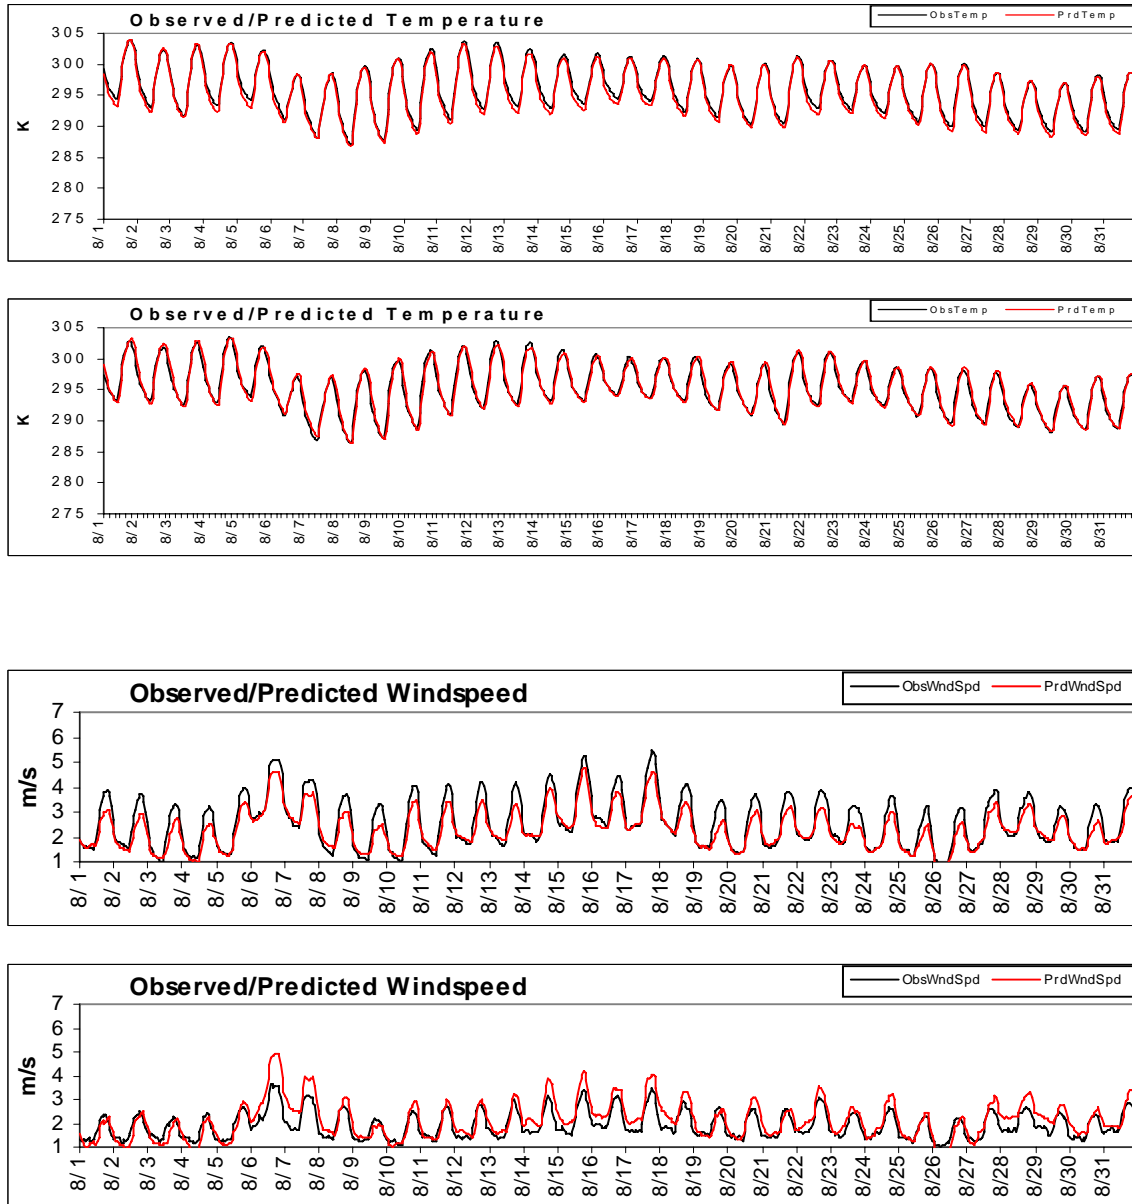 Observed/Predicted Temperature
ObsTemp PrdTemp
305
300
295
290
285
280
275
K
8/1 8/2 8/3 8/4 8/5 8/6 8/7 8/8 8/9 8/10 8/11 8/12 8/13 8/14 8/15 8/16 8/17 8/18 8/19 8/20 8/21 8/22 8/23 8/24 8/25 8/26 8/27 8/28 8/29 8/30 8/31
Observed/Predicted Temperature
ObsTemp PrdTemp
305
300
295
290
285
280
275
K
8/1 8/2 8/3 8/4 8/5 8/6 8/7 8/8 8/9 8/10 8/11 8/12 8/13 8/14 8/15 8/16 8/17 8/18 8/19 8/20 8/21 8/22 8/23 8/24 8/25 8/26 8/27 8/28 8/29 8/30 8/31
Observed/Predicted Windspeed
ObsWndSpd PrdWndSpd
7
6
5
4
3
2
1
m/s
8/1 8/2 8/3 8/4 8/5 8/6 8/7 8/8 8/9 8/10 8/11 8/12 8/13 8/14 8/15 8/16 8/17 8/18 8/19 8/20 8/21 8/22 8/23 8/24 8/25 8/26 8/27 8/28 8/29 8/30 8/31
Observed/Predicted Windspeed
ObsWndSpd PrdWndSpd
7
6
5
4
3
2
1
m/s
8/1 8/2 8/3 8/4 8/5 8/6 8/7 8/8 8/9 8/10 8/11 8/12 8/13 8/14 8/15 8/16 8/17 8/18 8/19 8/20 8/21 8/22 8/23 8/24 8/25 8/26 8/27 8/28 8/29 8/30 8/31